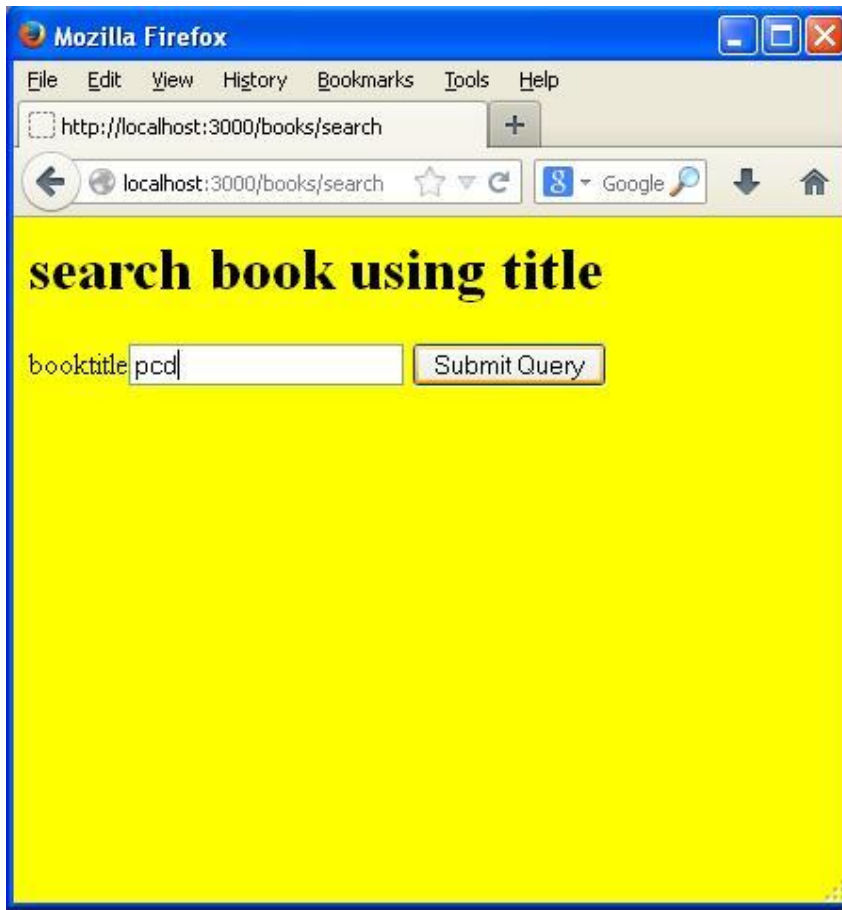 Mozilla Firefox
File Edit View History Bookmarks Tools Help
http://localhost:3000/books/search +
localhost:3000/books/search 8 Google
search book using title
booktitle pcd Submit Query